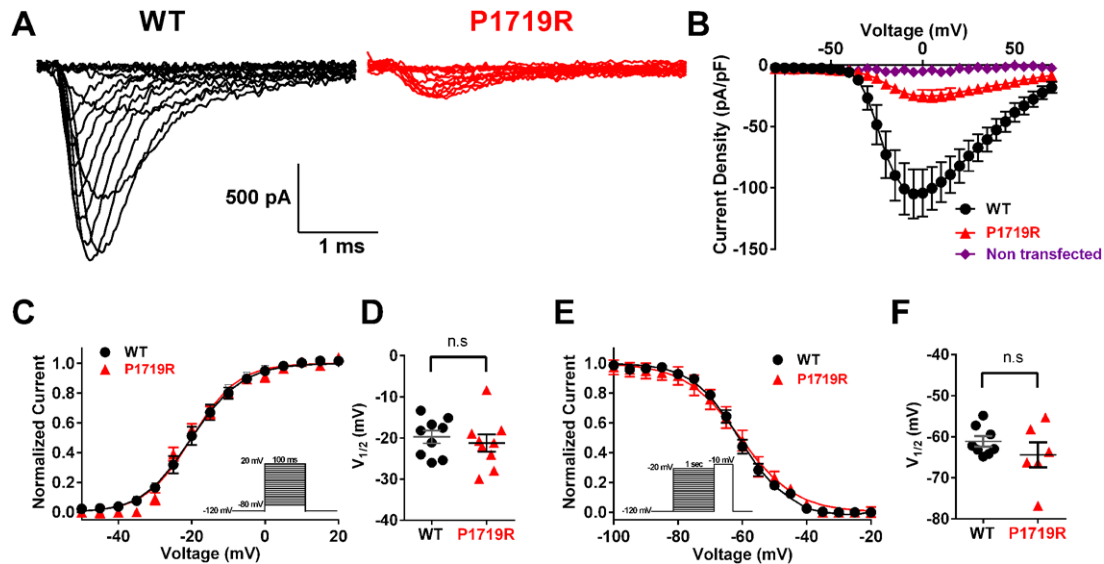 A
WT
P1719R
500 pA
1 ms
B
Voltage (mV)
-50
0
50
0
-50
-100
-150
Current Density (pA/pF)
WT
P1719R
Non transfected
C
WT
P1719R
1.0
0.8
0.6
0.4
0.2
0.0
Normalized Current
20 mV
100 ms
-80 mV
-120 mV
-40
-20
0
20
Voltage (mV)
D
n.s
0
-10
-20
-30
-40
V1/2 (mV)
WT
P1719R
E
WT
P1719R
1.0
0.8
0.6
0.4
0.2
0.0
Normalized Current
-20 mV
1 sec
-10 mV
-120 mV
-100
-80
-60
-40
-20
Voltage (mV)
F
n.s
-40
-50
-60
-70
-80
V1/2 (mV)
WT
P1719R